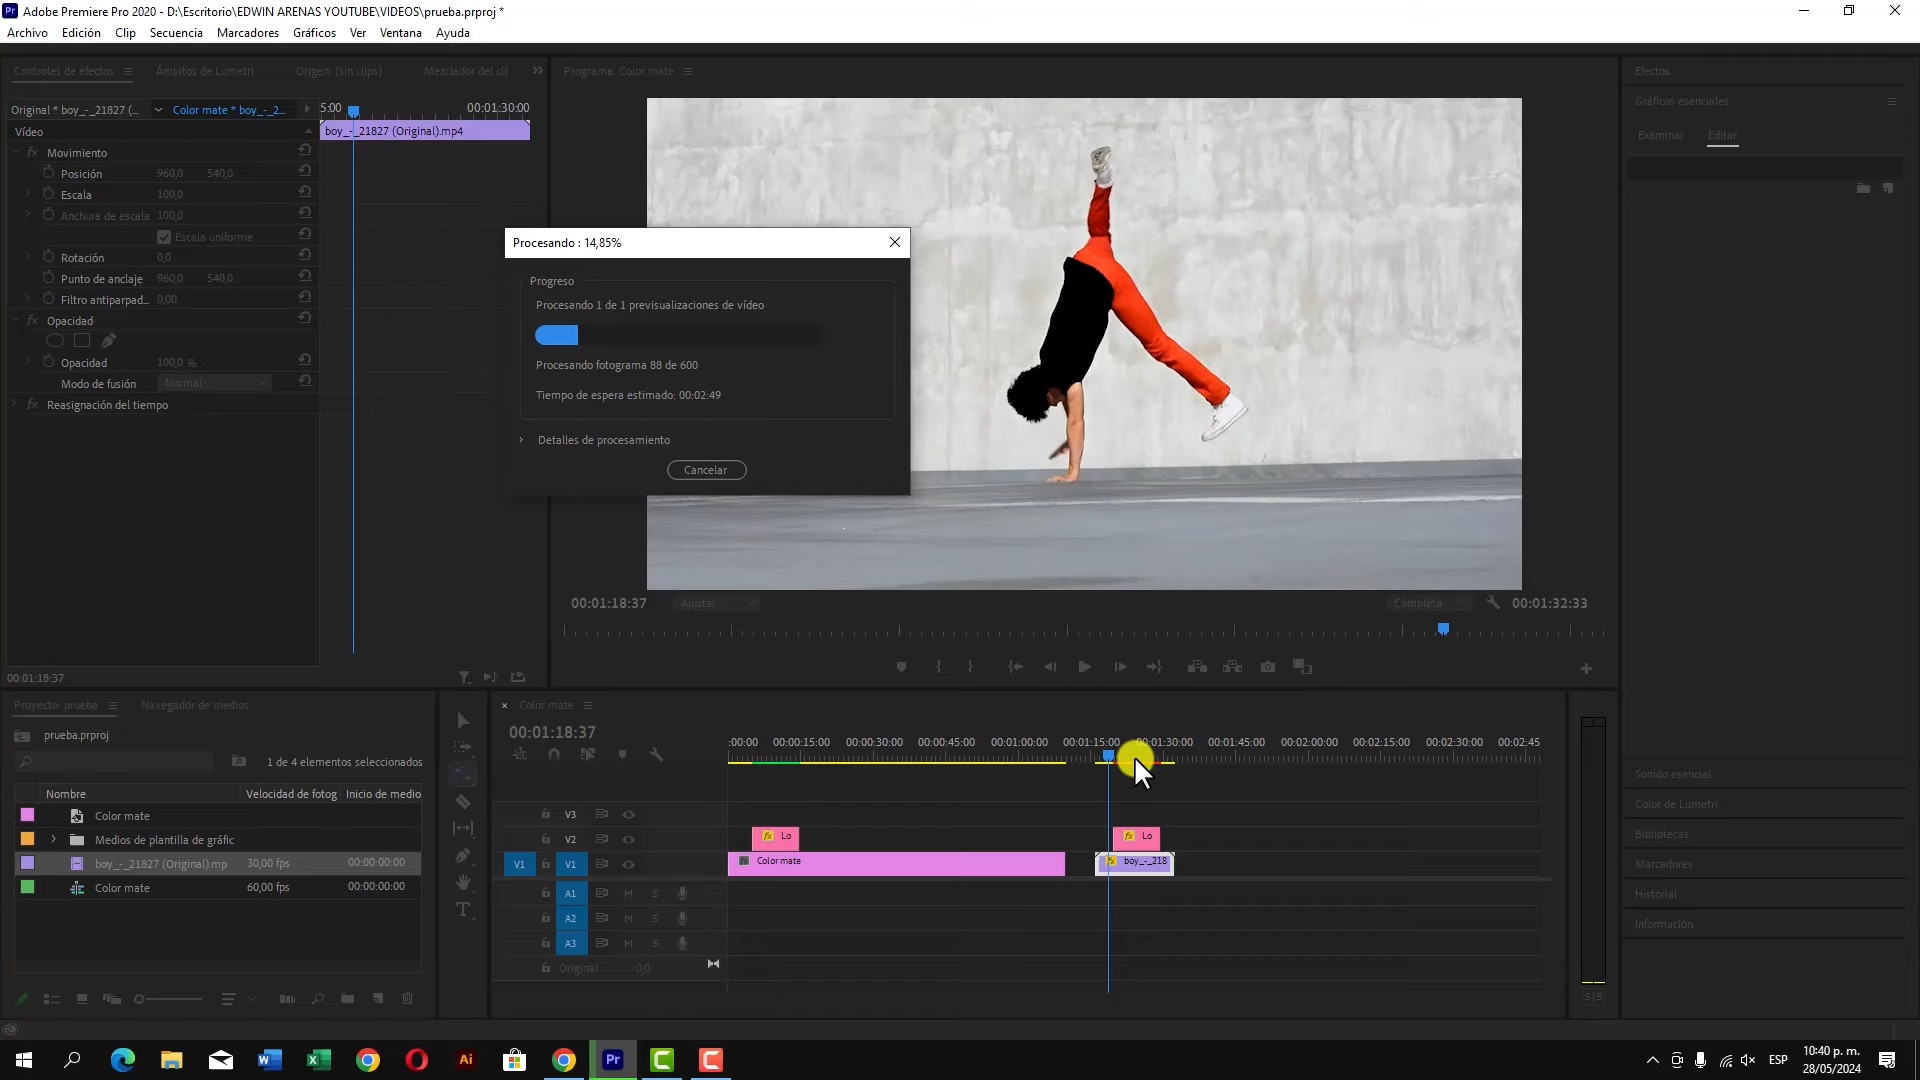 Adobe Premiere Pro 2020 - D:\Escritorio\EDWIN ARENAS YOUTUBE\VIDEOS\prueba.prproj *
Archivo Edición Clip Secuencia Marcadores Gráficos Ver Ventana Ayuda
Controles de efectos Ámbitos de Lumetri Origen: (sin clips) Mezclador del cli
Programa: Color mate
Efectos
Original * boy_-_21827 (... Color mate * boy_-_2... 5:00 00:01:30:00
Gráficos esenciales
Vídeo boy_-_21827 (Original).mp4
Examinar Editar
fx Movimiento
Posición 960,0 540,0
Escala 100,0
Anchura de escala 100,0
Escala uniforme
Rotación 0,0
Punto de anclaje 960,0 540,0
Filtro antiparpad... 0,00
fx Opacidad
Opacidad 100,0 %
Modo de fusión Normal
fx Reasignación del tiempo
Procesando : 14,85%
Progreso
Procesando 1 de 1 previsualizaciones de vídeo
Procesando fotograma 88 de 600
Tiempo de espera estimado: 00:02:49
Detalles de procesamiento
Cancelar
00:01:18:37 Ajustar Completa 00:01:32:33
00:01:18:37
Proyecto: prueba Navegador de medios
prueba.prproj
1 de 4 elementos seleccionados
Nombre Velocidad de fotog Inicio de medio
Color mate
Medios de plantilla de gráfic
boy_-_21827 (Original).mp 30,00 fps 00:00:00:00
Color mate 60,00 fps 00:00:00:00
Color mate
00:01:18:37
:00:00 00:00:15:00 00:00:30:00 00:00:45:00 00:01:00:00 00:01:15:00 00:01:30:00 00:01:45:00 00:02:00:00 00:02:15:00 00:02:30:00 00:02:45
V3
V2 fx Lo fx Lo
V1 V1 fx Color mate fx boy_-_218
A1 M S
A2 M S
A3 M S
Original 0,0
S S
Sonido esencial
Color de Lumetri
Bibliotecas
Marcadores
Historial
Información
ESP
10:40 p. m.
28/05/2024